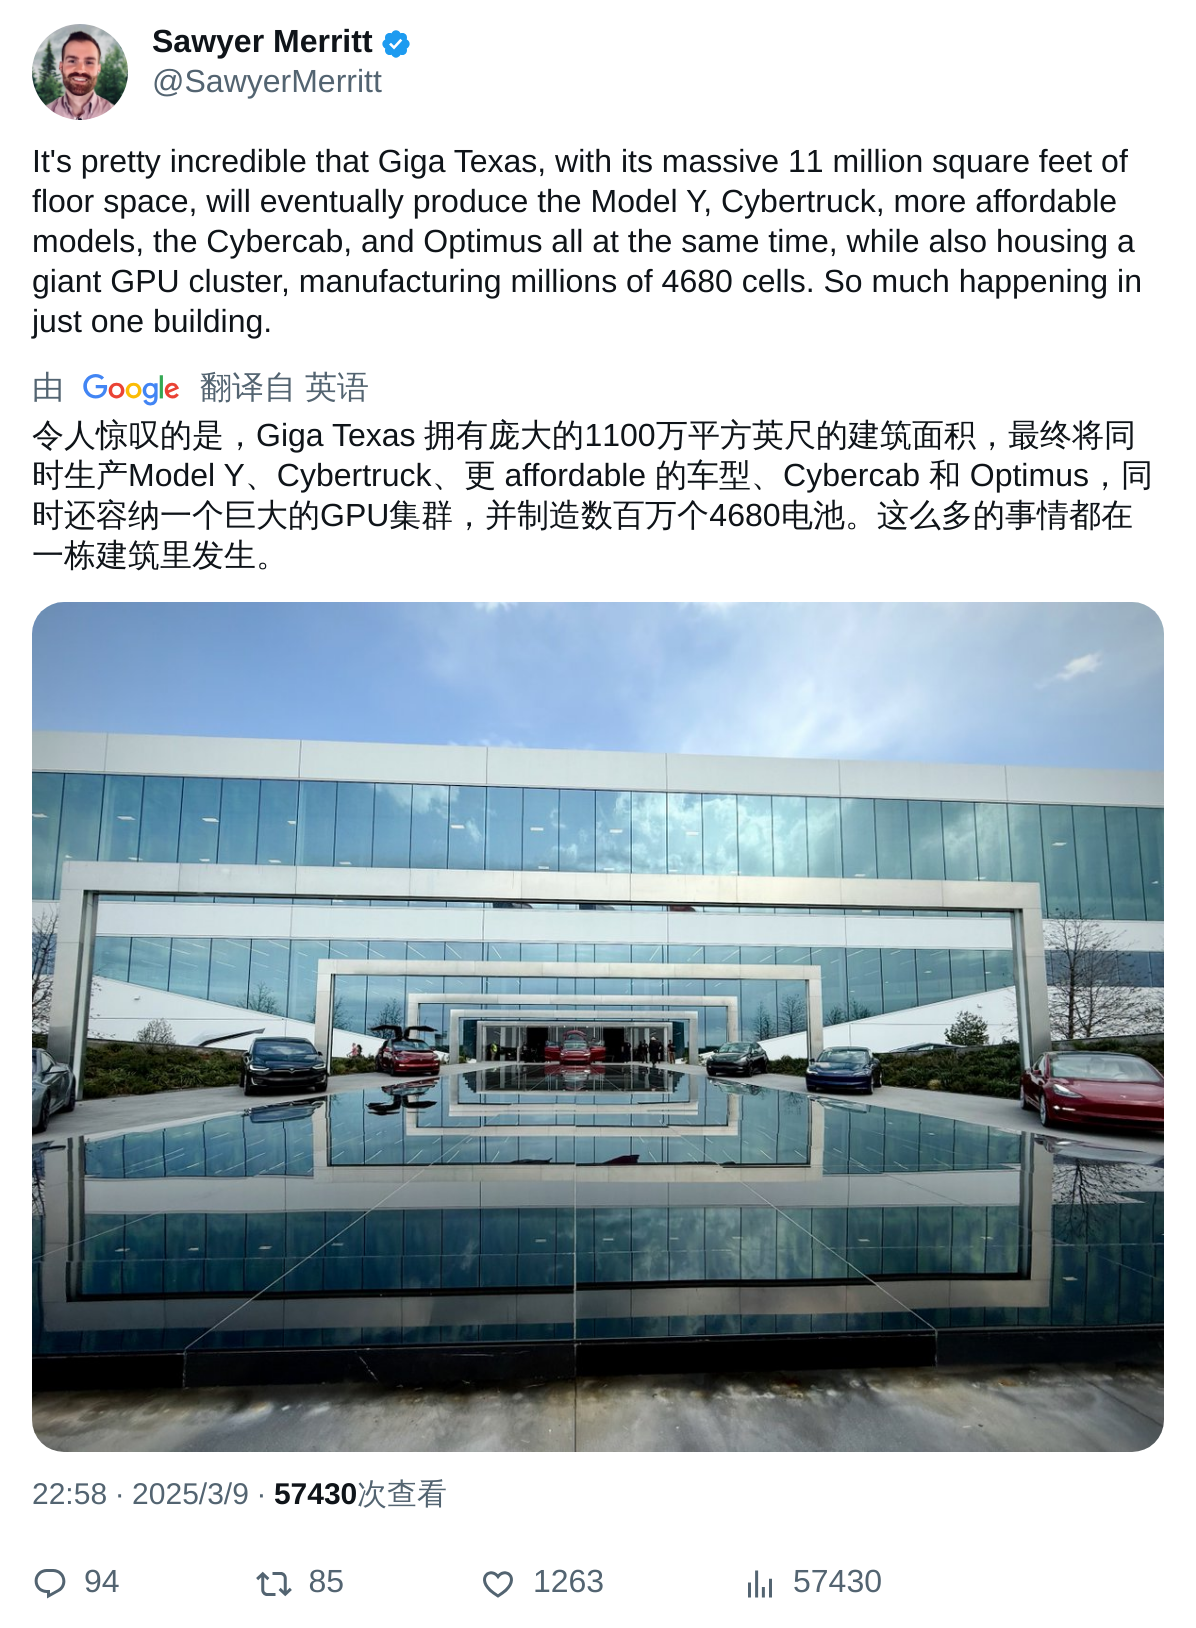 Sawyer Merritt
@SawyerMerritt
It's pretty incredible that Giga Texas, with its massive 11 million square feet of
floor space, will eventually produce the Model Y, Cybertruck, more affordable
models, the Cybercab, and Optimus all at the same time, while also housing a
giant GPU cluster, manufacturing millions of 4680 cells. So much happening in
just one building.
由 Google 翻译自 英语
令人惊叹的是，Giga Texas 拥有庞大的1100万平方英尺的建筑面积，最终将同
时生产Model Y、Cybertruck、更 affordable 的车型、Cybercab 和 Optimus，同
时还容纳一个巨大的GPU集群，并制造数百万个4680电池。这么多的事情都在
一栋建筑里发生。
22:58 · 2025/3/9 · 57430次查看
94 85 1263 57430